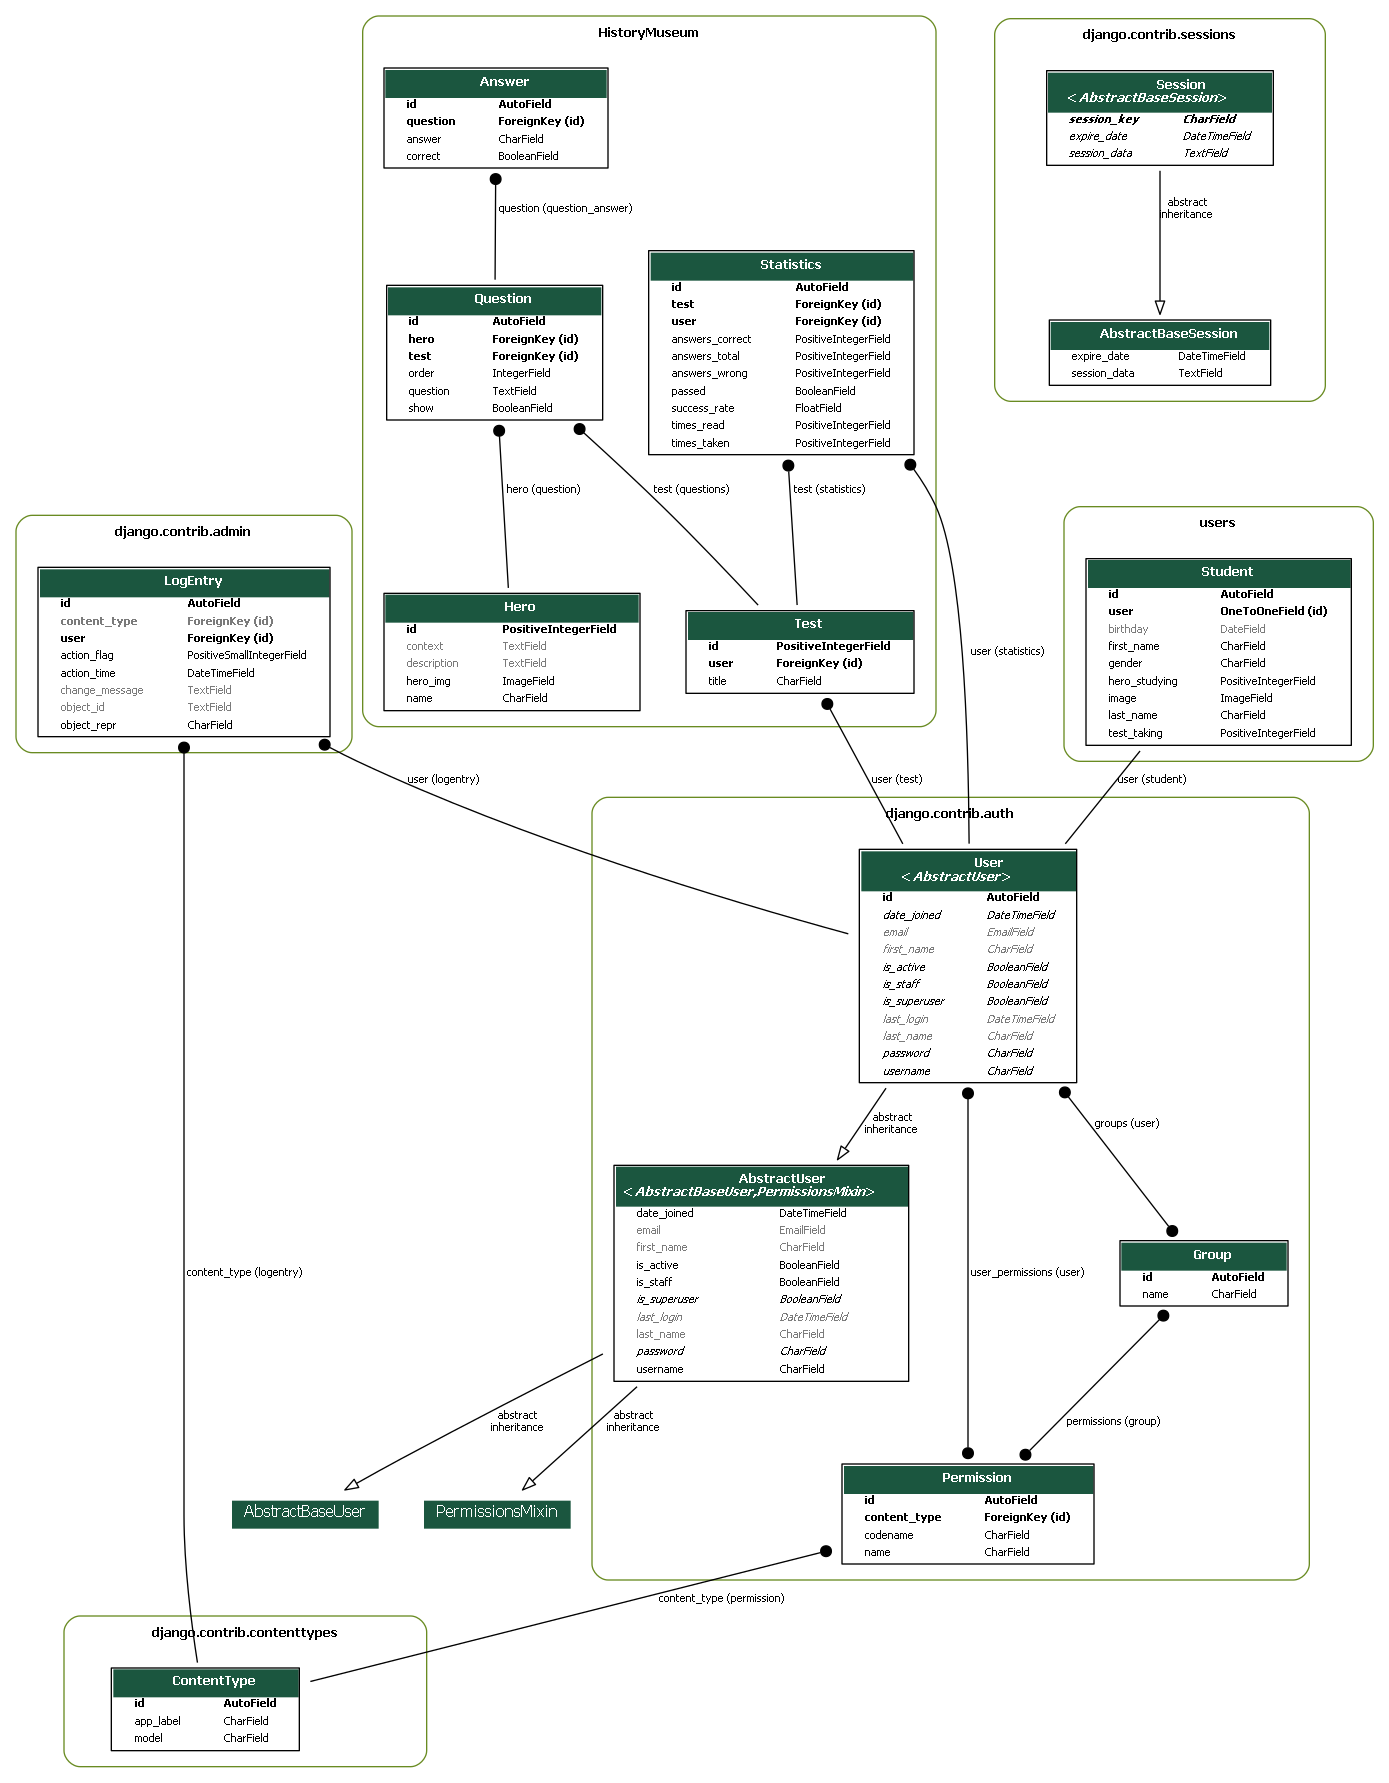 HistoryMuseum
Answer
id AutoField
question ForeignKey (id)
answer CharField
correct BooleanField
question (question_answer)
Question
id AutoField
hero ForeignKey (id)
test ForeignKey (id)
order IntegerField
question TextField
show BooleanField
Statistics
id AutoField
test ForeignKey (id)
user ForeignKey (id)
answers_correct PositiveIntegerField
answers_total PositiveIntegerField
answers_wrong PositiveIntegerField
passed BooleanField
success_rate FloatField
times_read PositiveIntegerField
times_taken PositiveIntegerField
hero (question)
test (questions)
test (statistics)
Hero
id PositiveIntegerField
context TextField
description TextField
hero_img ImageField
name CharField
Test
id PositiveIntegerField
user ForeignKey (id)
title CharField
user (statistics)
django.contrib.sessions
Session
<AbstractBaseSession>
session_key CharField
expire_date DateTimeField
session_data TextField
abstract
inheritance
AbstractBaseSession
expire_date DateTimeField
session_data TextField
django.contrib.admin
LogEntry
id AutoField
content_type ForeignKey (id)
user ForeignKey (id)
action_flag PositiveSmallIntegerField
action_time DateTimeField
change_message TextField
object_id TextField
object_repr CharField
users
Student
id AutoField
user OneToOneField (id)
birthday DateField
first_name CharField
gender CharField
hero_studying PositiveIntegerField
image ImageField
last_name CharField
test_taking PositiveIntegerField
user (logentry)
user (test)
user (student)
django.contrib.auth
User
<AbstractUser>
id AutoField
date_joined DateTimeField
email EmailField
first_name CharField
is_active BooleanField
is_staff BooleanField
is_superuser BooleanField
last_login DateTimeField
last_name CharField
password CharField
username CharField
abstract
inheritance
groups (user)
AbstractUser
<AbstractBaseUser,PermissionsMixin>
date_joined DateTimeField
email EmailField
first_name CharField
is_active BooleanField
is_staff BooleanField
is_superuser BooleanField
last_login DateTimeField
last_name CharField
password CharField
username CharField
content_type (logentry)
user_permissions (user)
Group
id AutoField
name CharField
abstract
inheritance
abstract
inheritance
permissions (group)
AbstractBaseUser
PermissionsMixin
Permission
id AutoField
content_type ForeignKey (id)
codename CharField
name CharField
content_type (permission)
django.contrib.contenttypes
ContentType
id AutoField
app_label CharField
model CharField